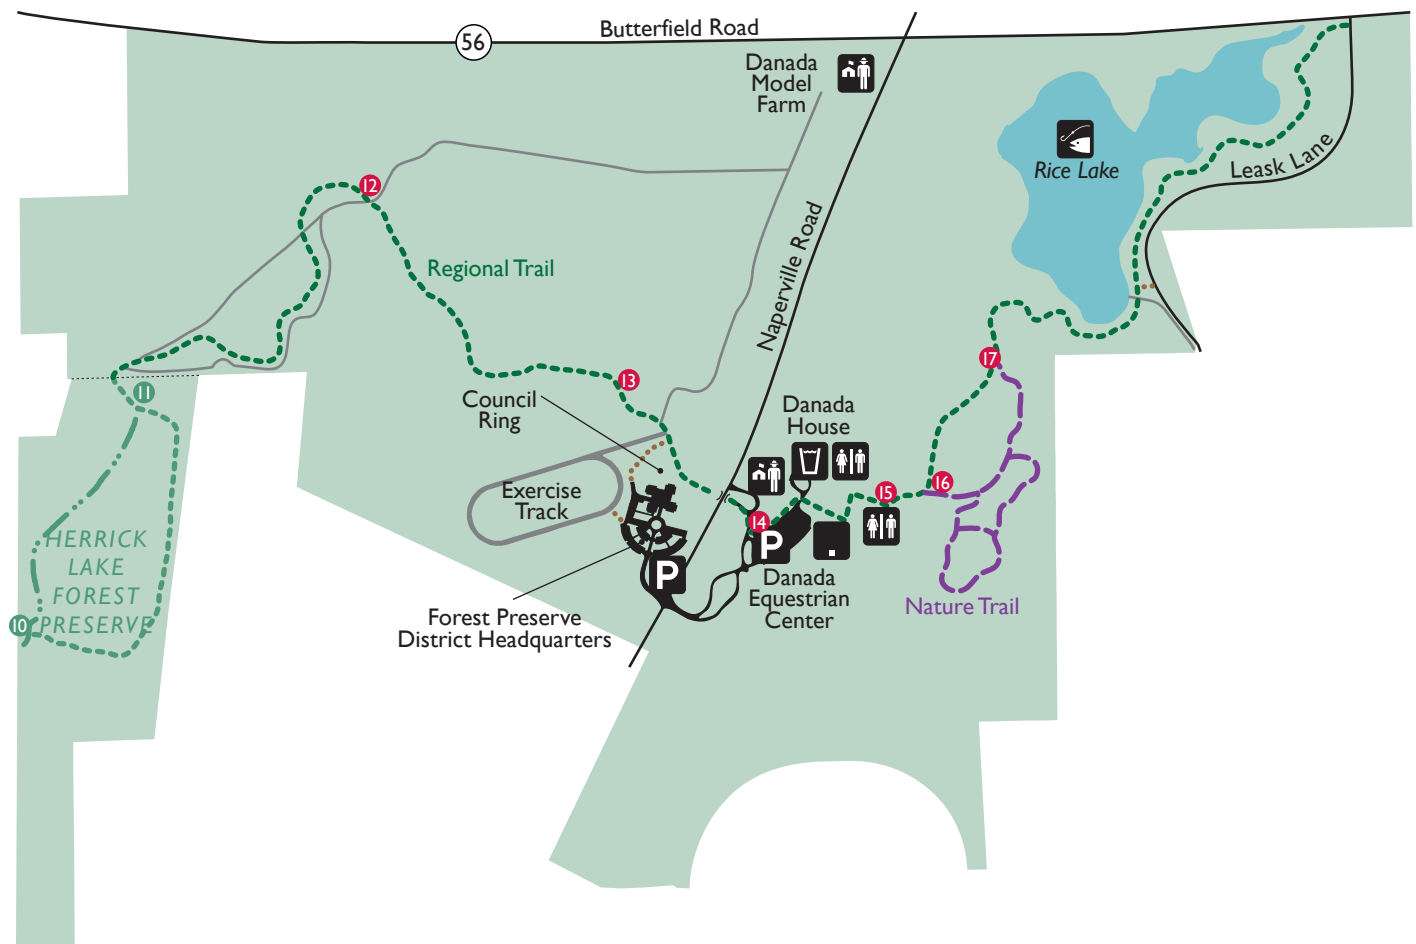 Butterfield Road
56
Danada
Model
Farm
Rice Lake
Leask Lane
12
Regional Trail
Naperville Road
17
13
11
Council
Ring
Danada
House
Exercise
Track
16
15
14
P
P
HERRICK
LAKE
FOREST
PRESERVE
10
Danada
Equestrian
Center
Nature Trail
Forest Preserve
District Headquarters